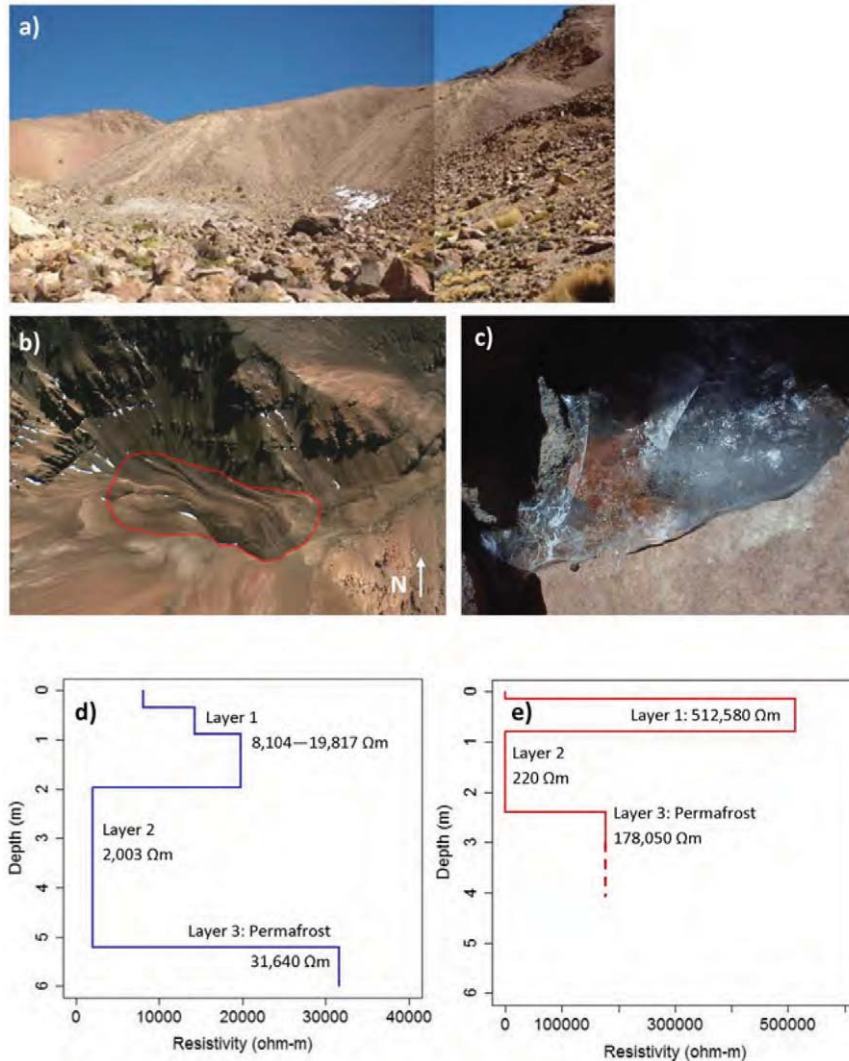 a)
b)
N
c)
d)
Layer 1
8,104—19,817 Ωm
Layer 2
2,003 Ωm
Layer 3: Permafrost
31,640 Ωm
Depth (m)
0
1
2
3
4
5
6
0
10000
20000
30000
40000
Resistivity (ohm-m)
e)
Layer 1: 512,580 Ωm
Layer 2
220 Ωm
Layer 3: Permafrost
178,050 Ωm
Depth (m)
0
1
2
3
4
5
6
0
100000
300000
500000
Resistivity (ohm-m)